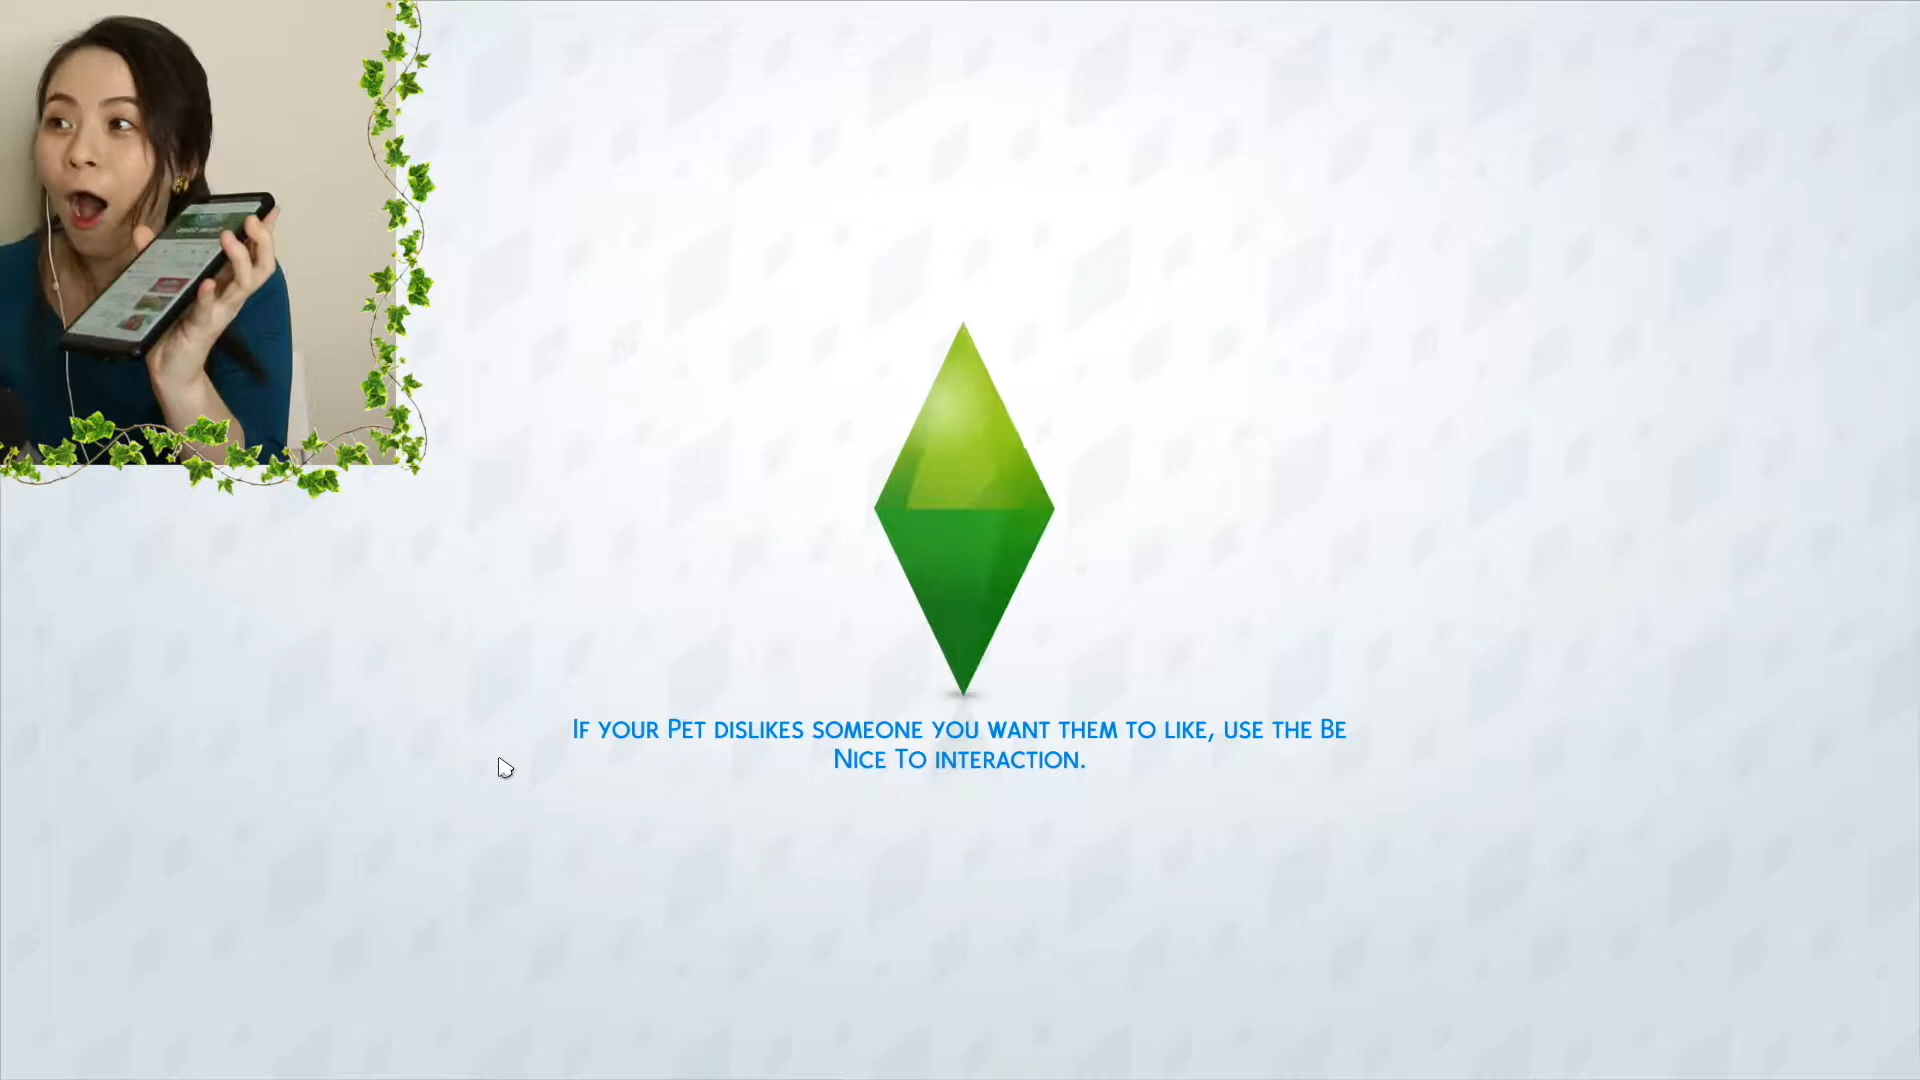 If your Pet dislikes someone you want them to like, use the Be
Nice To interaction.